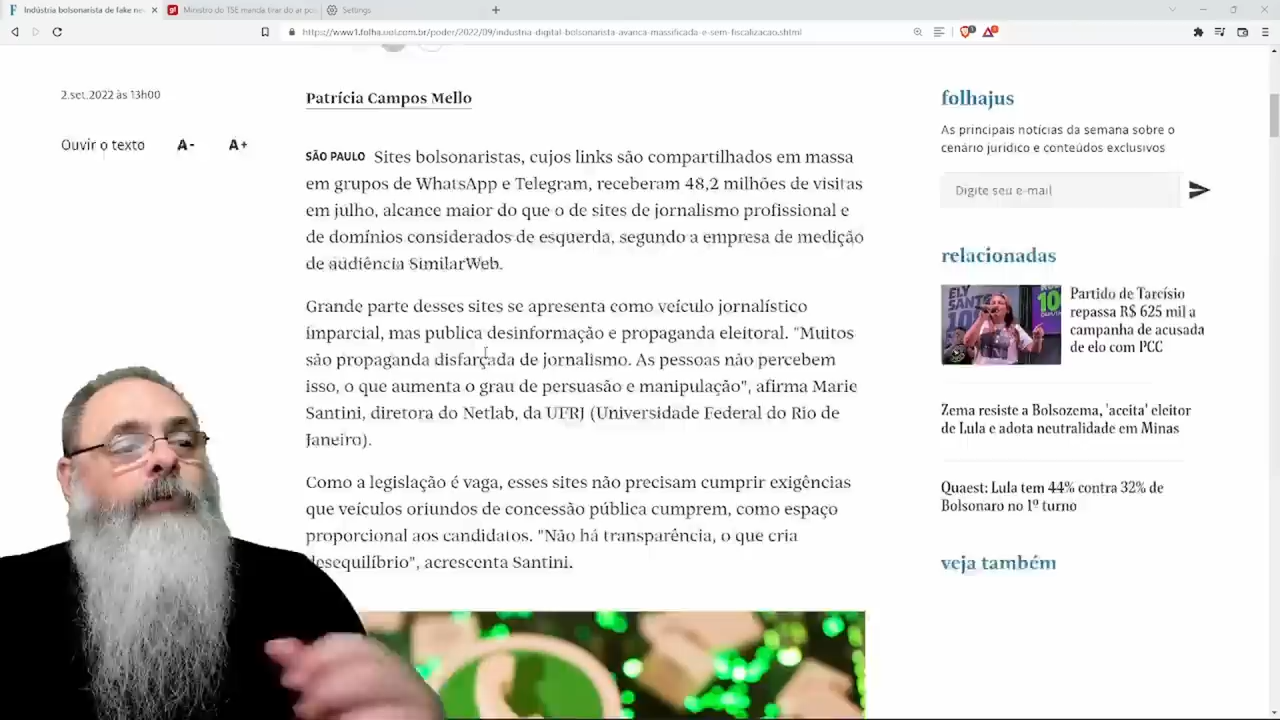 Indústria bolsonarista de fake ne
Ministro do TSE manda tirar do ar po
Settings
https://www1.folha.uol.com.br/poder/2022/09/industria-digital-bolsonarista-avanca-massificada-e-sem-fiscalizacao.shtml
2.set.2022 às 13h00
Ouvir o texto A- A+
Patrícia Campos Mello
SÃO PAULO Sites bolsonaristas, cujos links são compartilhados em massa
em grupos de WhatsApp e Telegram, receberam 48,2 milhões de visitas
em julho, alcance maior do que o de sites de jornalismo profissional e
de domínios considerados de esquerda, segundo a empresa de medição
de audiência SimilarWeb.
Grande parte desses sites se apresenta como veículo jornalístico
imparcial, mas publica desinformação e propaganda eleitoral. "Muitos
são propaganda disfarçada de jornalismo. As pessoas não percebem
isso, o que aumenta o grau de persuasão e manipulação", afirma Marie
Santini, diretora do Netlab, da UFRJ (Universidade Federal do Rio de
Janeiro).
Como a legislação é vaga, esses sites não precisam cumprir exigências
que veículos oriundos de concessão pública cumprem, como espaço
proporcional aos candidatos. "Não há transparência, o que cria
desequilíbrio", acrescenta Santini.
folhajus
As principais notícias da semana sobre o
cenário jurídico e conteúdos exclusivos
Digite seu e-mail
relacionadas
Partido de Tarcísio
repassa R$ 625 mil a
campanha de acusada
de elo com PCC
Zema resiste a Bolsozema, 'aceita' eleitor
de Lula e adota neutralidade em Minas
Quaest: Lula tem 44% contra 32% de
Bolsonaro no 1º turno
veja também